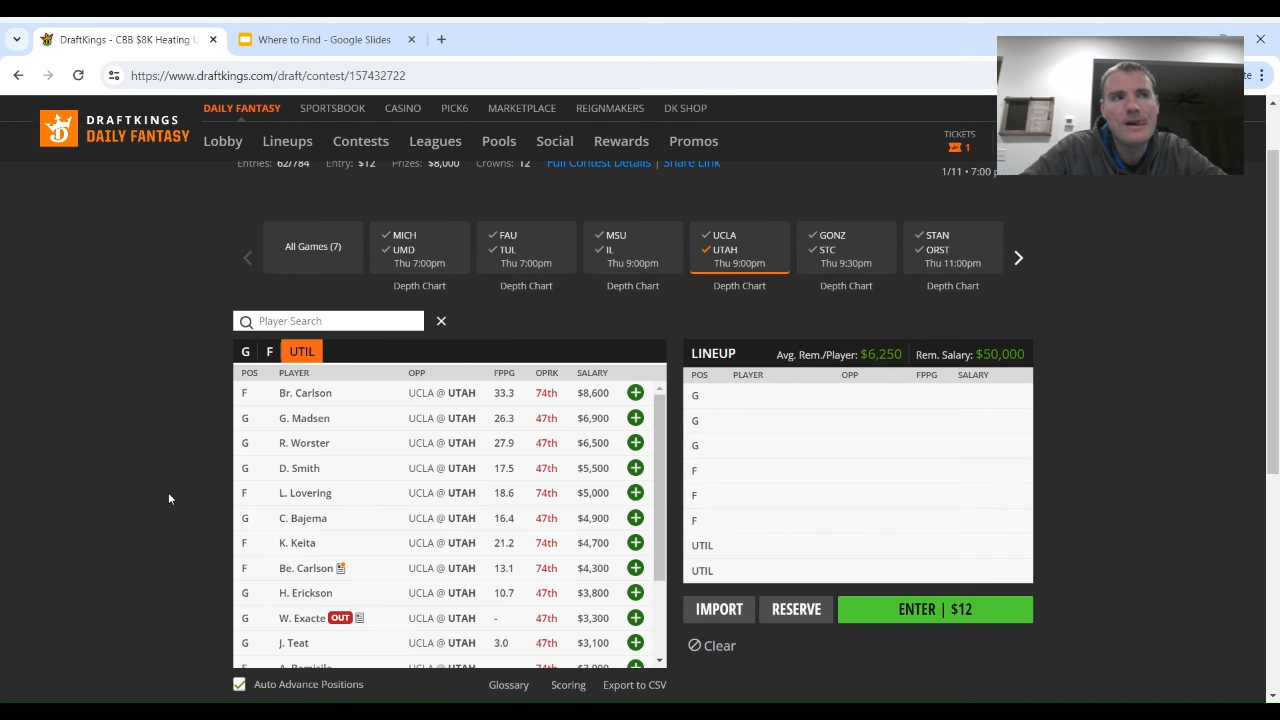 DraftKings - CBB $8K Heating U
Where to Find - Google Slides
https://www.draftkings.com/draft/contest/157432722
DRAFTKINGS
DAILY FANTASY
DAILY FANTASY SPORTSBOOK CASINO PICK6 MARKETPLACE REIGNMAKERS DK SHOP
Lobby Lineups Contests Leagues Pools Social Rewards Promos
TICKETS
1
Entries: 62/784 Entry: $12 Prizes: $8,000 Crowns: 12 Full Contest Details | Share Link
1/11 • 7:00
All Games (7)
MICH
UMD
Thu 7:00pm
FAU
TUL
Thu 7:00pm
MSU
IL
Thu 9:00pm
UCLA
UTAH
Thu 9:00pm
GONZ
STC
Thu 9:30pm
STAN
ORST
Thu 11:00pm
Depth Chart Depth Chart Depth Chart Depth Chart Depth Chart Depth Chart
Player Search
G F UTIL
POS PLAYER OPP FPPG OPRK SALARY
F Br. Carlson UCLA @ UTAH 33.3 74th $8,600
G G. Madsen UCLA @ UTAH 26.3 47th $6,900
G R. Worster UCLA @ UTAH 27.9 47th $6,500
G D. Smith UCLA @ UTAH 17.5 47th $5,500
F L. Lovering UCLA @ UTAH 18.6 74th $5,000
G C. Bajema UCLA @ UTAH 16.4 47th $4,900
F K. Keita UCLA @ UTAH 21.2 74th $4,700
F Be. Carlson UCLA @ UTAH 13.1 74th $4,300
G H. Erickson UCLA @ UTAH 10.7 47th $3,800
G W. Exacte OUT UCLA @ UTAH - 47th $3,300
G J. Teat UCLA @ UTAH 3.0 47th $3,100
Auto Advance Positions
Glossary Scoring Export to CSV
LINEUP Avg. Rem./Player: $6,250 Rem. Salary: $50,000
POS PLAYER OPP FPPG SALARY
G
G
G
F
F
F
UTIL
UTIL
IMPORT RESERVE ENTER | $12
Clear